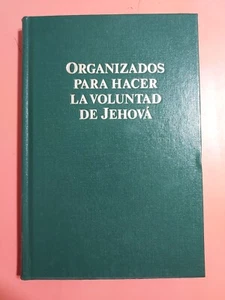 ORGANIZADOS
PARA HACER
LA VOLUNTAD
DE JEHOVÁ